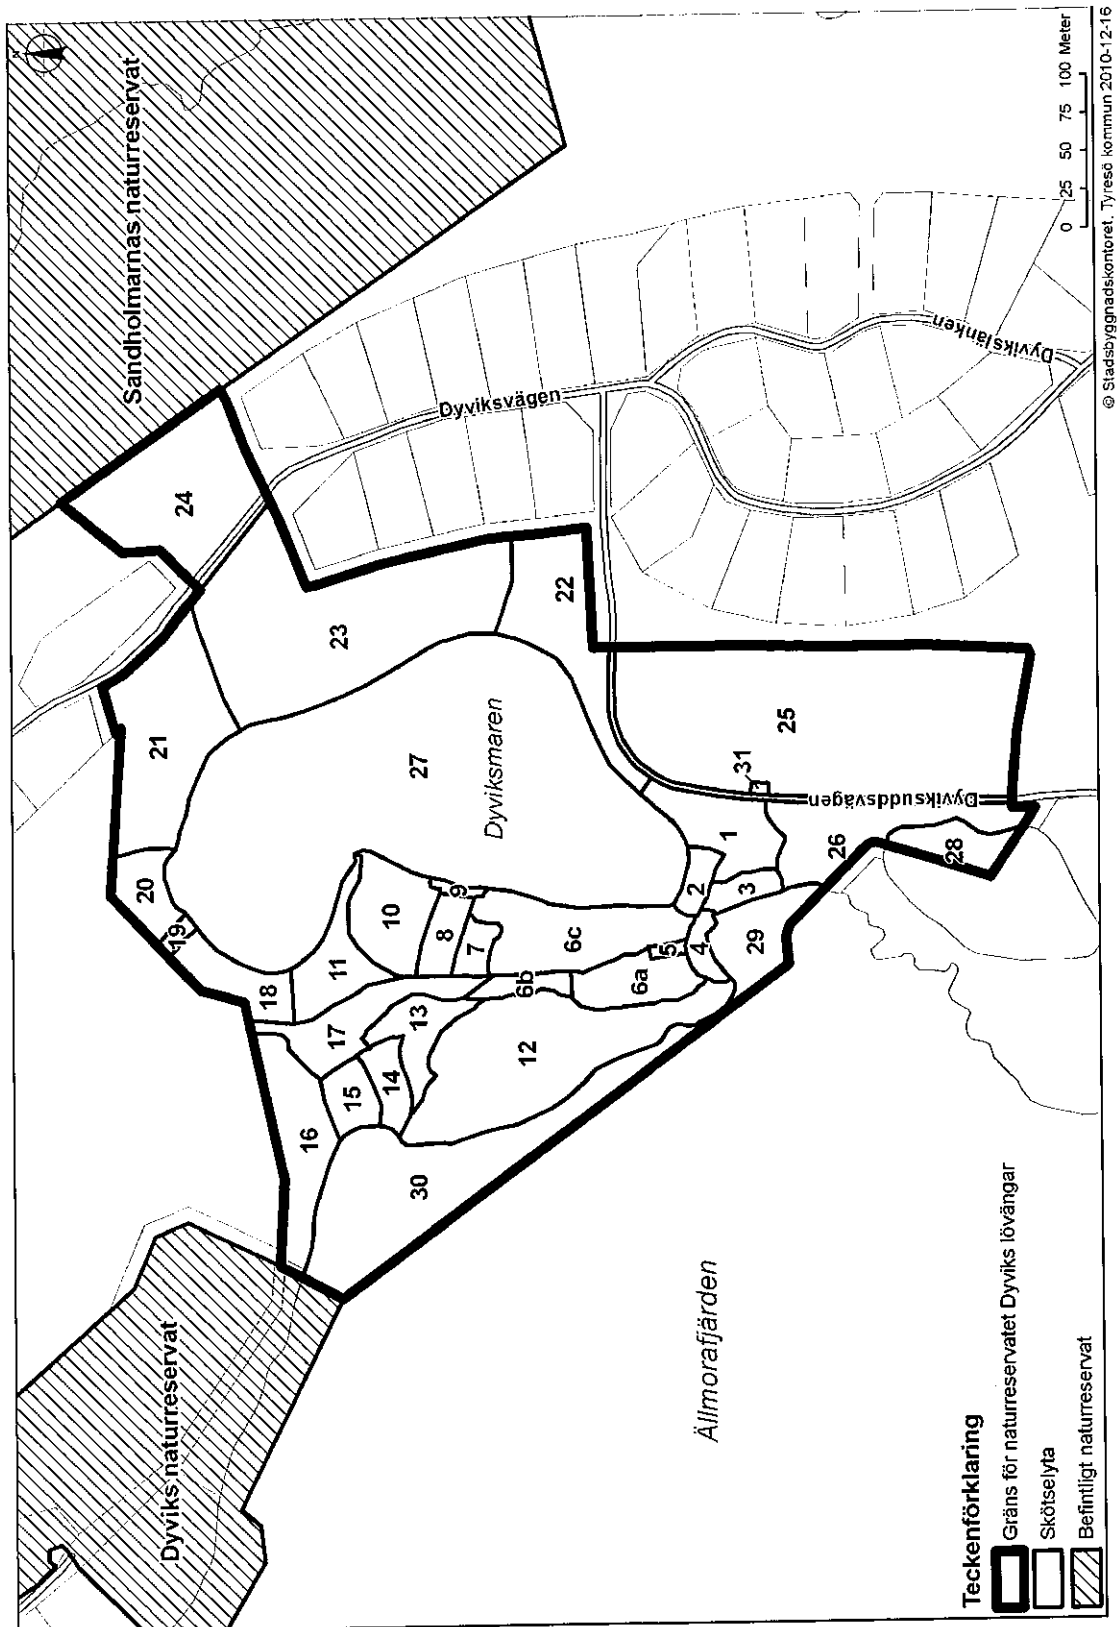 N
Dyviks naturreservat
Sandholmarnas naturreservat
24
21
20
19
18
16
17
15
14
13
11
10
23
27
Dyviksmaren
9
8
7
12
30
6b
6c
6a
5
4
2
1
3
29
22
31
25
26
28
Dyviksvägen
Dyviksuddsvägen
Dyvikslänken
Ällmorafjärden
Teckenförklaring
Gräns för naturreservatet Dyviks lövängar
Skötselyta
Befintligt naturreservat
0 25 50 75 100 Meter
© Stadsbyggnadskontoret, Tyresö kommun 2010-12-16